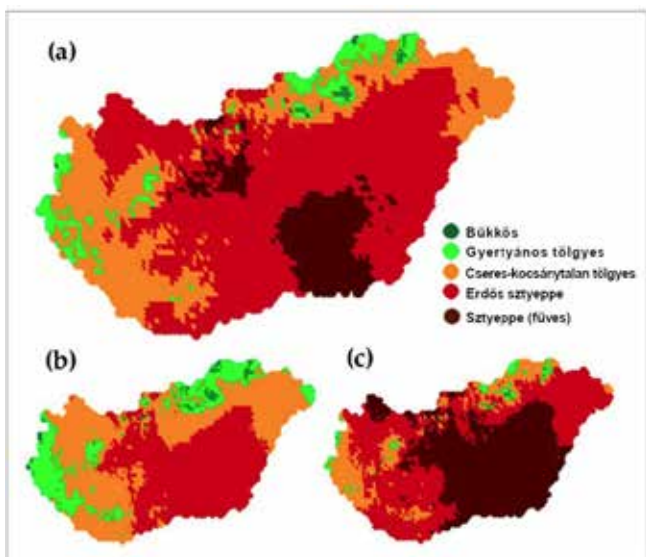 (a)
Bükkös
Gyertyános tölgyes
Cseres-kocsánytalan tölgyes
Erdős sztyeppe
Sztyeppe (füves)
(b)
(c)